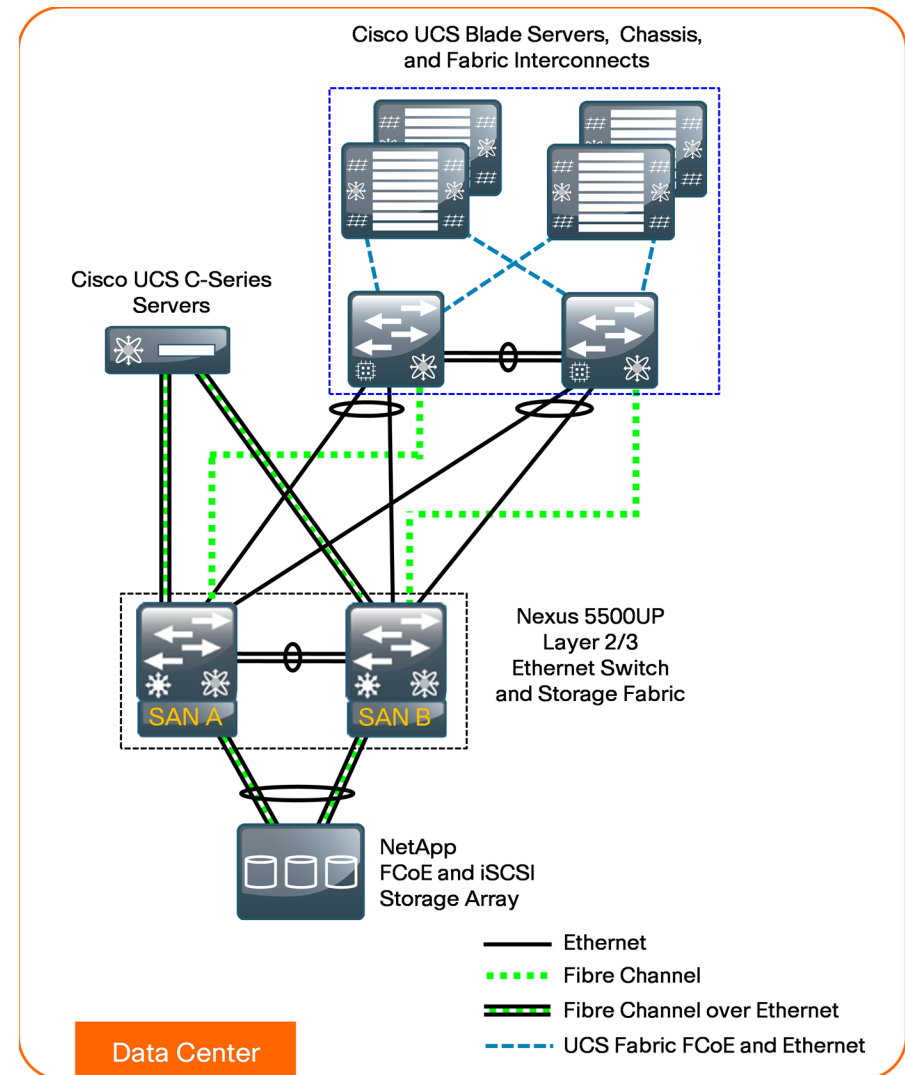 Cisco UCS Blade Servers, Chassis,
and Fabric Interconnects
Cisco UCS C-Series
Servers
Nexus 5500UP
Layer 2/3
Ethernet Switch
and Storage Fabric
SAN A
SAN B
NetApp
FCoE and iSCSI
Storage Array
Ethernet
Fibre Channel
Fibre Channel over Ethernet
UCS Fabric FCoE and Ethernet
Data Center